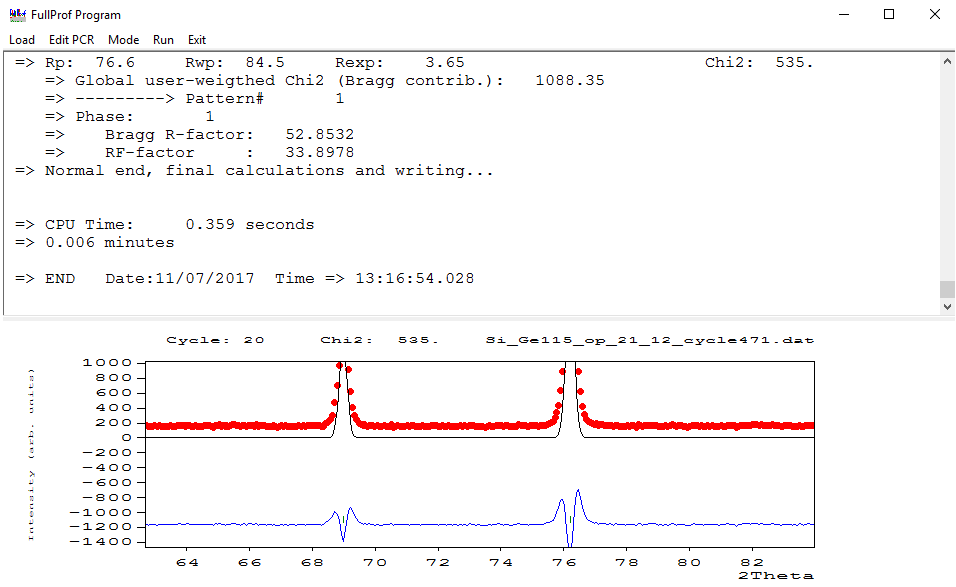 FullProf Program
Load Edit PCR Mode Run Exit
=> Rp: 76.6 Rwp: 84.5 Rexp: 3.65 Chi2: 535.
=> Global user-weigthed Chi2 (Bragg contrib.): 1088.35
=> ---------> Pattern# 1
=> Phase: 1
=> Bragg R-factor: 52.8532
=> RF-factor : 33.8978
=> Normal end, final calculations and writing...
=> CPU Time: 0.359 seconds
=> 0.006 minutes
=> END Date:11/07/2017 Time => 13:16:54.028
Cycle: 20 Chi2: 535. Si_Ge115_op_21_12_cycle471.dat
Intensity (arb. units)
1000
800
600
400
200
0
-200
-400
-600
-800
-1000
-1200
-1400
64 66 68 70 72 74 76 78 80 82
2Theta